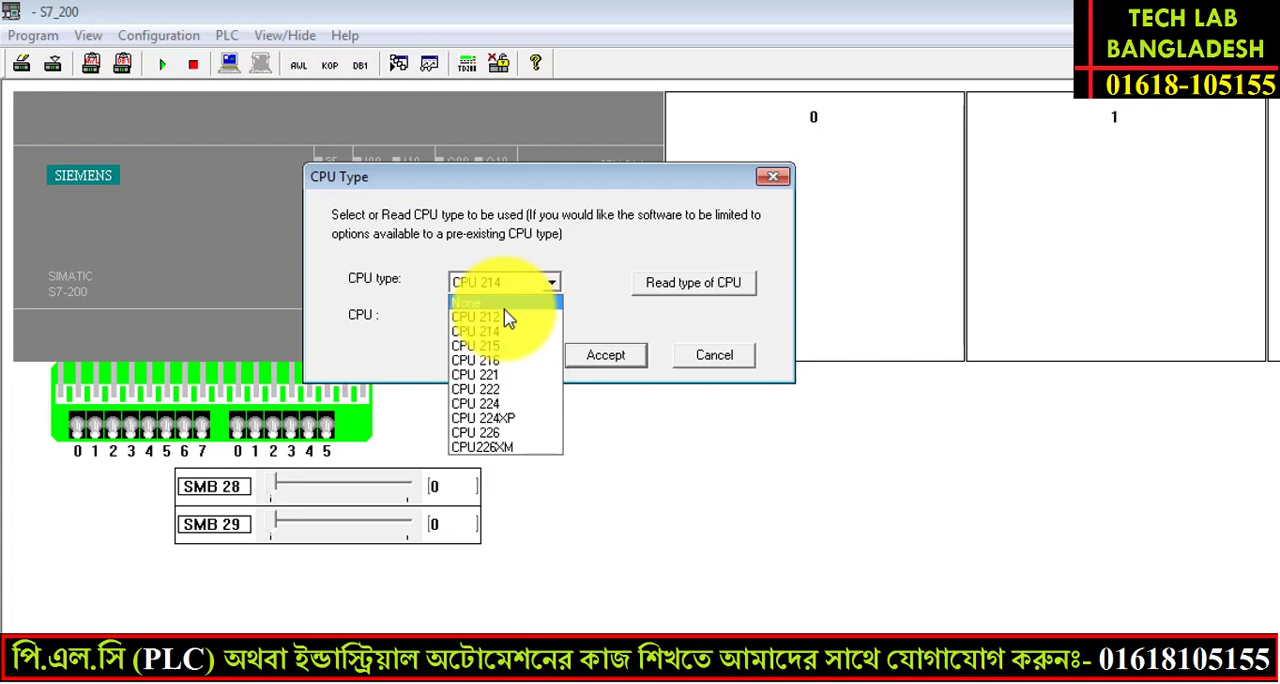 - S7_200
TECH LAB
BANGLADESH
01618-105155
Program View Configuration PLC View/Hide Help
AWL KOP DB1
TD200
0 1
SIEMENS
SIMATIC
S7-200
CPU Type
Select or Read CPU type to be used (If you would like the software to be limited to
options available to a pre-existing CPU type)
CPU type: CPU 214 Read type of CPU
CPU :
None
CPU 212
CPU 214
CPU 215
CPU 216
CPU 221
CPU 222
CPU 224
CPU 224XP
CPU 226
CPU226XM
Accept Cancel
0 1 2 3 4 5 6 7 0 1 2 3 4 5
SMB 28 [0 ]
SMB 29 [0 ]
পি.এল.সি (PLC) অথবা ইন্ডাস্ট্রিয়াল অটোমেশনের কাজ শিখতে আমাদের সাথে যোগাযোগ করুনঃ- 01618105155